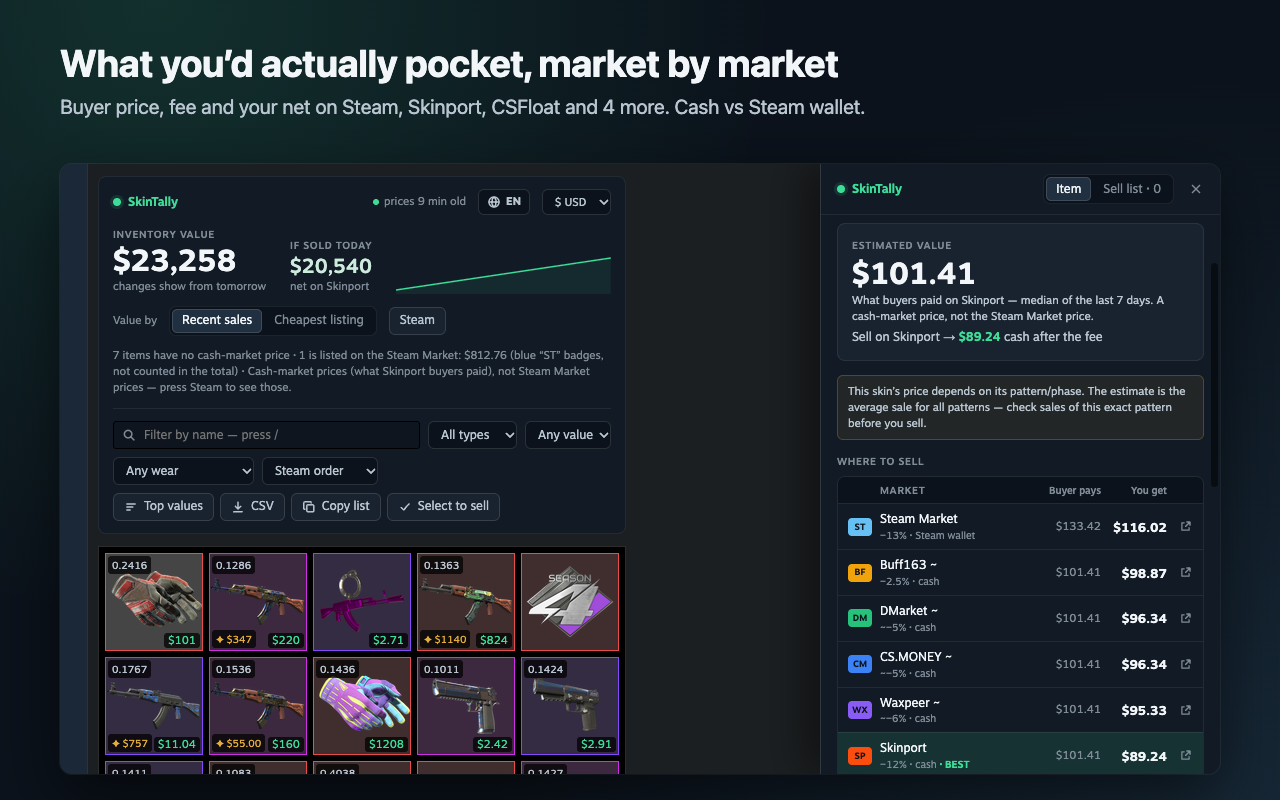 What you'd actually pocket, market by market
Buyer price, fee and your net on Steam, Skinport, CSFloat and 4 more. Cash vs Steam wallet.
SkinTally
prices 9 min old
EN
$ USD
INVENTORY VALUE
$23,258
changes show from tomorrow
IF SOLD TODAY
$20,540
net on Skinport
Value by
Recent sales
Cheapest listing
Steam
7 items have no cash-market price · 1 is listed on the Steam Market: $812.76 (blue “ST” badges,
not counted in the total) · Cash-market prices (what Skinport buyers paid), not Steam Market
prices — press Steam to see those.
Filter by name — press /
All types
Any value
Any wear
Steam order
Top values
CSV
Copy list
Select to sell
0.2416
$101
0.1286
✦ $347
$220
$2.71
0.1363
✦ $1140
$824
SEASON
4
0.1767
✦ $757
$11.04
0.1536
✦ $55.00
$160
0.1436
$1208
0.1011
$2.42
0.1424
$2.91
0.1411
0.1083
0.4038
0.1427
SkinTally
Item
Sell list · 0
ESTIMATED VALUE
$101.41
What buyers paid on Skinport — median of the last 7 days. A
cash-market price, not the Steam Market price.
Sell on Skinport → $89.24 cash after the fee
This skin's price depends on its pattern/phase. The estimate is the
average sale for all patterns — check sales of this exact pattern
before you sell.
WHERE TO SELL
MARKET
Buyer pays
You get
ST
Steam Market
−13% · Steam wallet
$133.42
$116.02
BF
Buff163 ~
−2.5% · cash
$101.41
$98.87
DM
DMarket ~
−~5% · cash
$101.41
$96.34
CM
CS.MONEY ~
−~5% · cash
$101.41
$96.34
WX
Waxpeer ~
−~6% · cash
$101.41
$95.33
SP
Skinport
−12% · cash · BEST
$101.41
$89.24